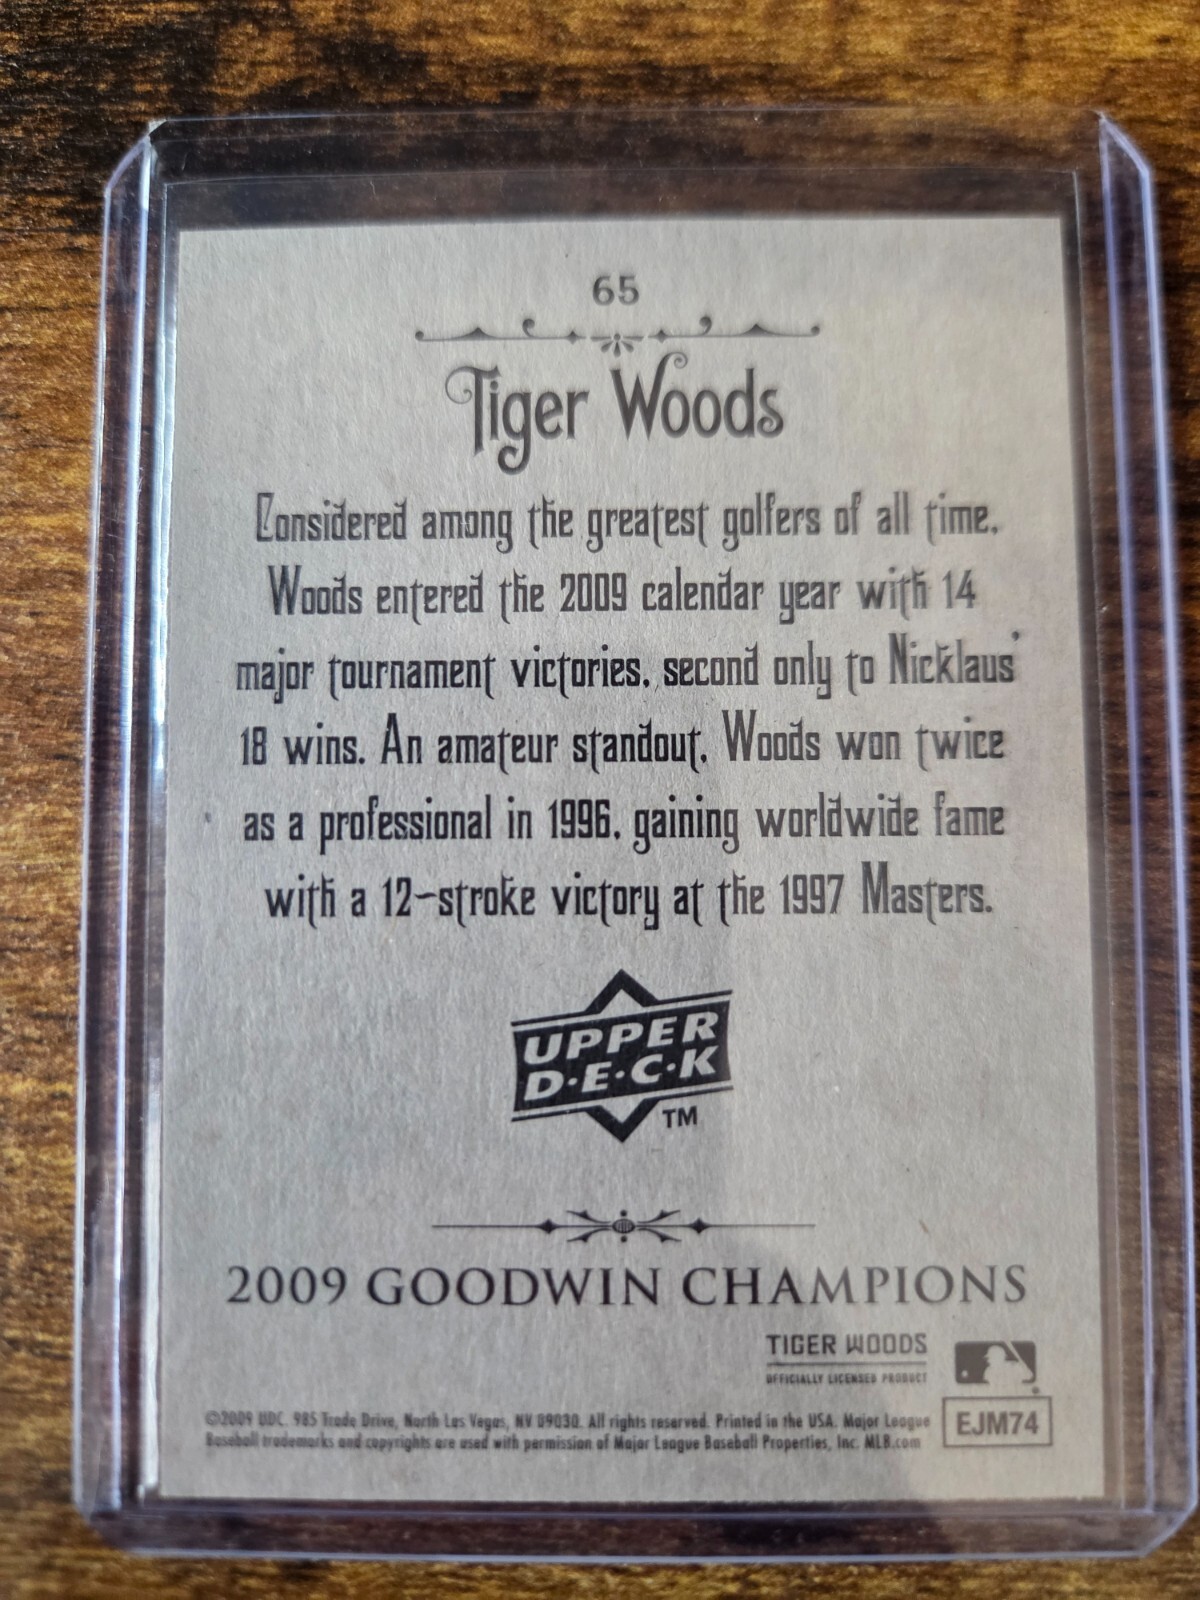 65
Tiger Woods
Considered among the greatest golfers of all time,
Woods entered the 2009 calendar year with 14
major tournament victories, second only to Nicklaus'
18 wins. An amateur standout, Woods won twice
as a professional in 1996, gaining worldwide fame
with a 12-stroke victory at the 1997 Masters.
UPPER
D·E·C·K
TM
2009 GOODWIN CHAMPIONS
TIGER WOODS
OFFICIALLY LICENSED PRODUCT
©2009 UDC. 985 Trade Drive, North Las Vegas, NV 89030. All rights reserved. Printed in the USA. Major League
Baseball trademarks and copyrights are used with permission of Major League Baseball Properties, Inc. MLB.com
EJM74